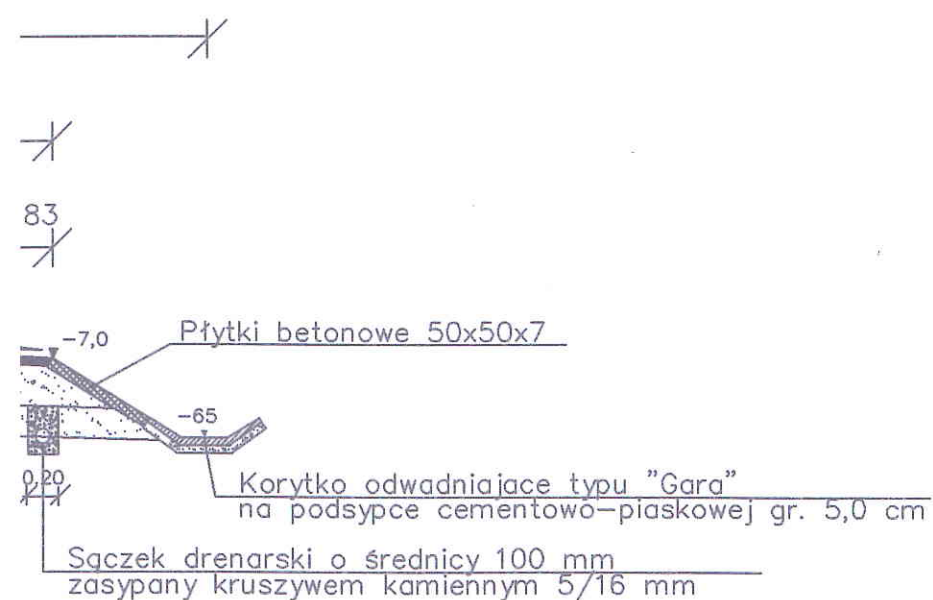 83
-7,0
Płytki betonowe 50x50x7
-65
0,20
Korytko odwadniajace typu "Gara"
na podsypce cementowo-piaskowej gr. 5,0 cm
Sączek drenarski o średnicy 100 mm
zasypany kruszywem kamiennym 5/16 mm